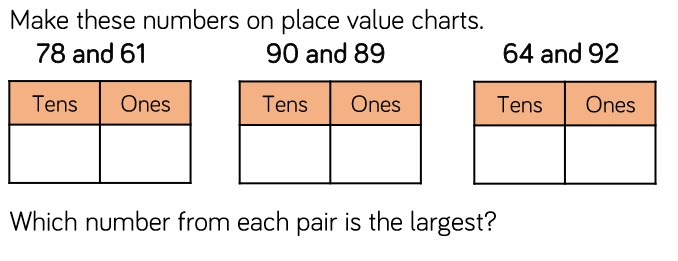 Make these numbers on place value charts.
78 and 61 90 and 89 64 and 92
Tens Ones Tens Ones Tens Ones
Which number from each pair is the largest?